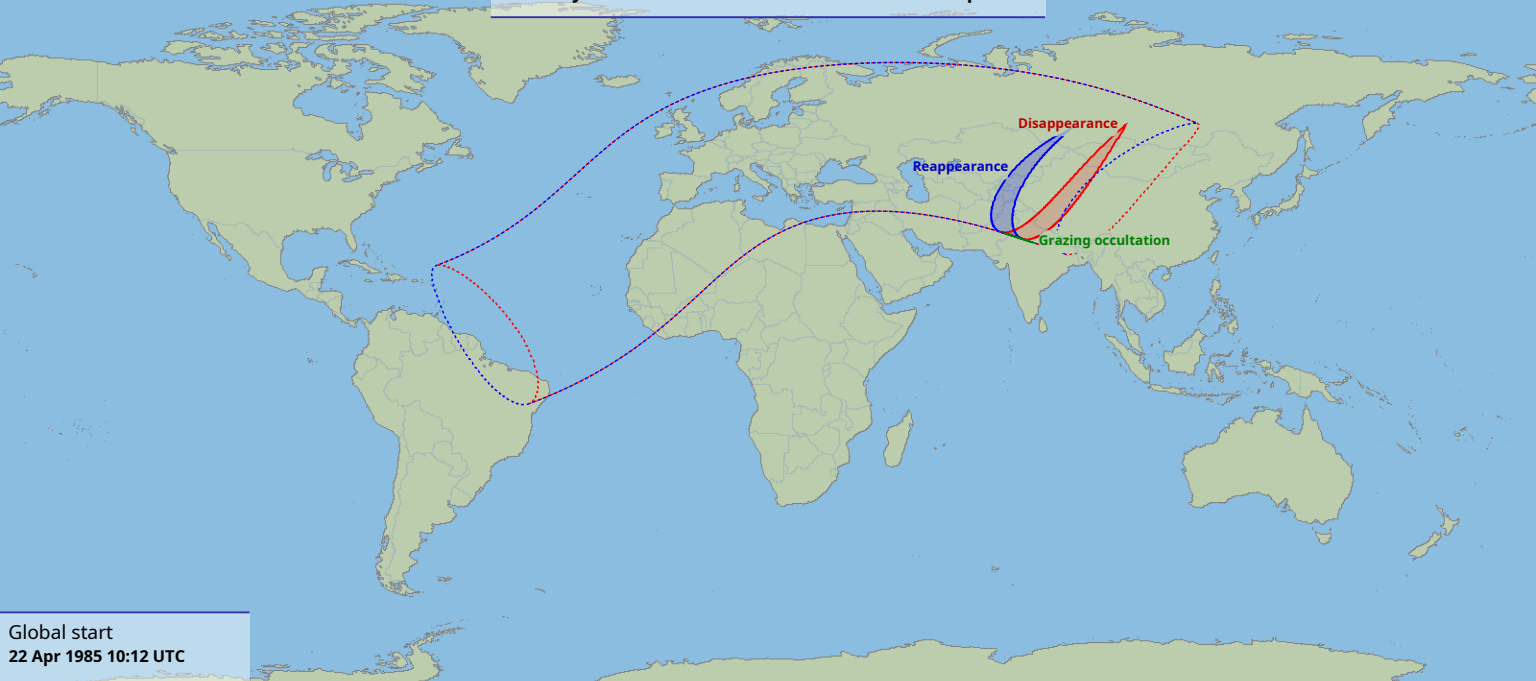 Disappearance
Reappearance
Grazing occultation
Global start
22 Apr 1985 10:12 UTC